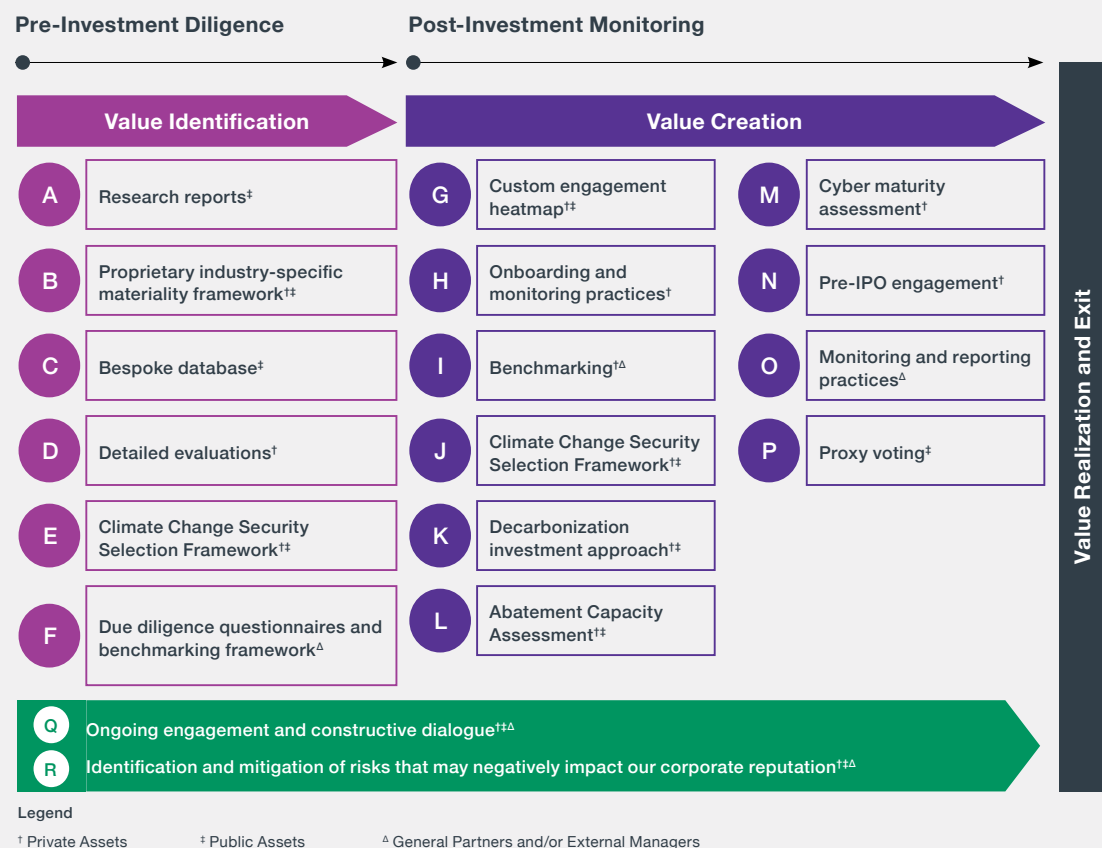 Pre-Investment Diligence
Post-Investment Monitoring
Value Identification
Value Creation
A
Research reports‡
B
Proprietary industry-specific
materiality framework†‡
C
Bespoke database‡
D
Detailed evaluations†
E
Climate Change Security
Selection Framework†‡
F
Due diligence questionnaires and
benchmarking framework∆
G
Custom engagement
heatmap†‡
H
Onboarding and
monitoring practices†
I
Benchmarking†∆
J
Climate Change Security
Selection Framework†‡
K
Decarbonization
investment approach†‡
L
Abatement Capacity
Assessment†‡
M
Cyber maturity
assessment†
N
Pre-IPO engagement†
O
Monitoring and reporting
practices∆
P
Proxy voting‡
Value Realization and Exit
Q
Ongoing engagement and constructive dialogue†‡∆
R
Identification and mitigation of risks that may negatively impact our corporate reputation†‡∆
Legend
† Private Assets
‡ Public Assets
∆ General Partners and/or External Managers